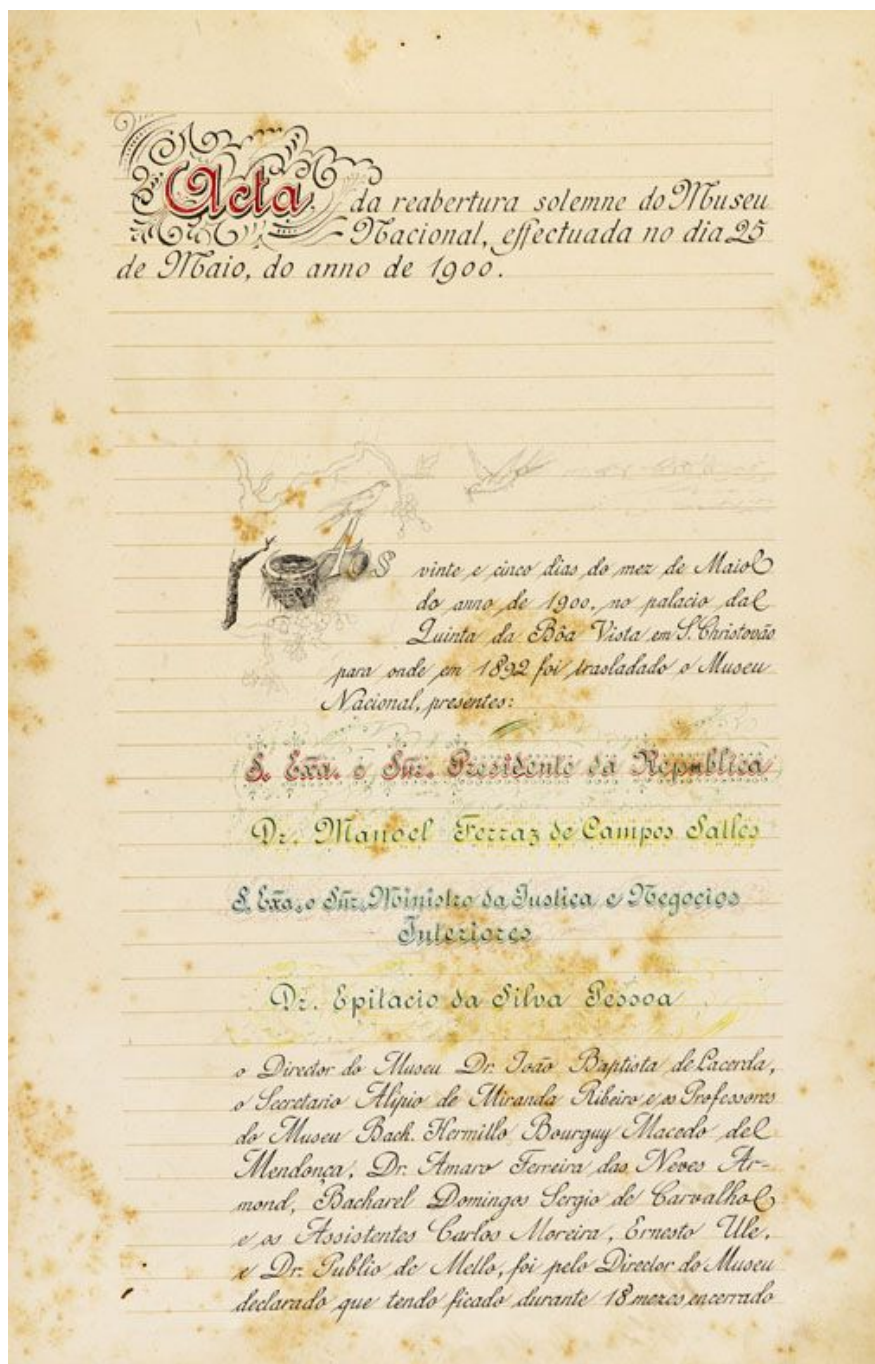 Acta da reabertura solemne do Museu
Nacional, effectuada no dia 25
de Maio, do anno de 1900.
Aos vinte e cinco dias do mez de Maio
do anno de 1900, no palacio da
Quinta da Bôa Vista em S. Christovão
para onde em 1892 foi trasladado o Museu
Nacional, presentes:
S. Exa. o Snr. Presidente da Republica
Dr. Manoel Ferraz de Campos Salles
S. Exa. o Snr. Ministro da Justica e Negocios
Interiores
Dr. Epitacio da Silva Pessoa
o Director do Museu Dr. João Baptista de Lacerda,
o Secretario Alipio de Miranda Ribeiro e os Professores
do Museu Bach. Hermillo Bourguy Macedo de
Mendonça, Dr. Amaro Ferreira das Neves Ar-
mond, Bacharel Domingos Sergio de Carvalho
e os Assistentes Carlos Moreira, Ernesto Ule,
e Dr. Publio de Mello, foi pelo Director do Museu
declarado que tendo ficado durante 18 mezes encerrado